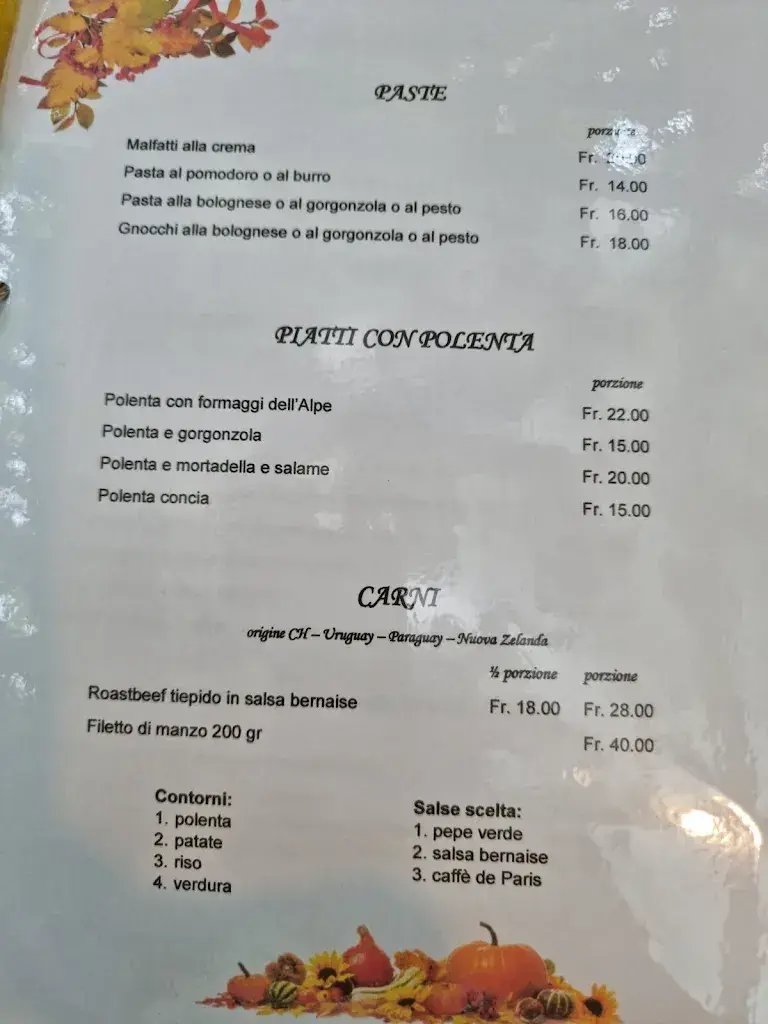 PASTE
porzione
Malfatti alla crema Fr.
Pasta al pomodoro o al burro Fr. 14.00
Pasta alla bolognese o al gorgonzola o al pesto Fr. 16.00
Gnocchi alla bolognese o al gorgonzola o al pesto Fr. 18.00
PIATTI CON POLENTA
porzione
Polenta con formaggi dell'Alpe Fr. 22.00
Polenta e gorgonzola Fr. 15.00
Polenta e mortadella e salame Fr. 20.00
Polenta concia Fr. 15.00
CARNI
origine CH – Uruguay – Paraguay – Nuova Zelanda
½ porzione porzione
Roastbeef tiepido in salsa bernaise Fr. 18.00 Fr. 28.00
Filetto di manzo 200 gr Fr. 40.00
Contorni:
1. polenta
2. patate
3. riso
4. verdura
Salse scelta:
1. pepe verde
2. salsa bernaise
3. caffè de Paris